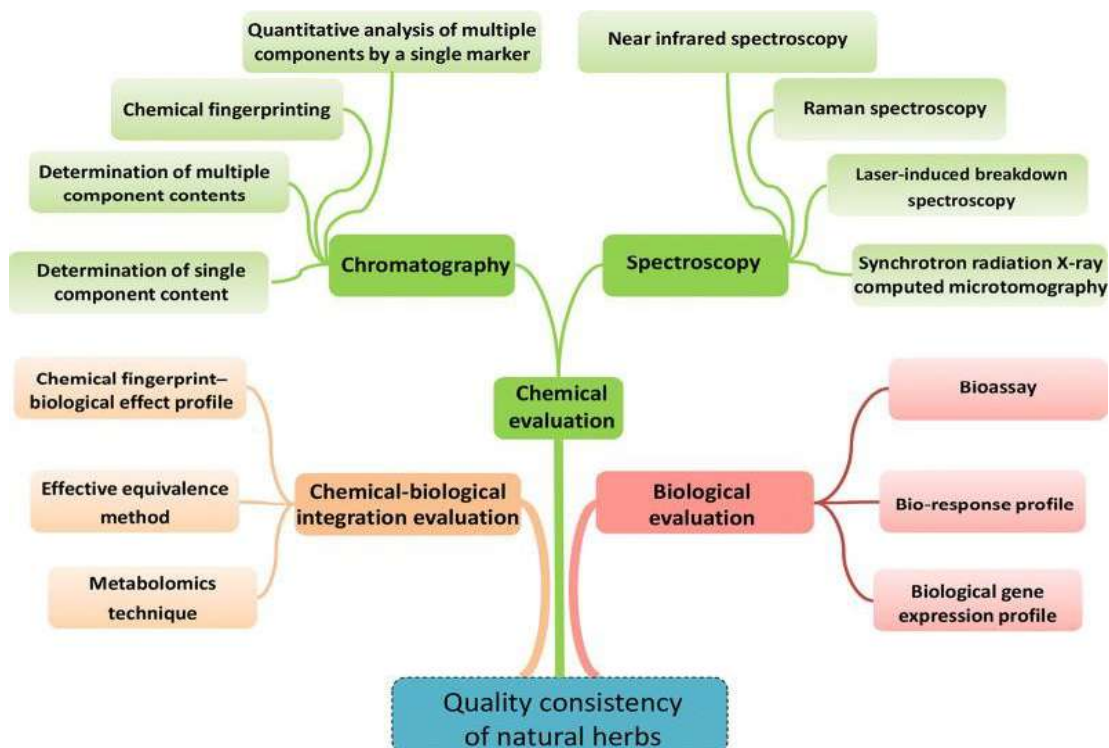 Quantitative analysis of multiple
components by a single marker
Near infrared spectroscopy
Chemical fingerprinting
Raman spectroscopy
Determination of multiple
component contents
Laser-induced breakdown
spectroscopy
Chromatography
Spectroscopy
Determination of single
component content
Synchrotron radiation X-ray
computed microtomography
Chemical fingerprint–
biological effect profile
Chemical
evaluation
Bioassay
Effective equivalence
method
Chemical-biological
integration evaluation
Biological
evaluation
Bio-response profile
Metabolomics
technique
Biological gene
expression profile
Quality consistency
of natural herbs